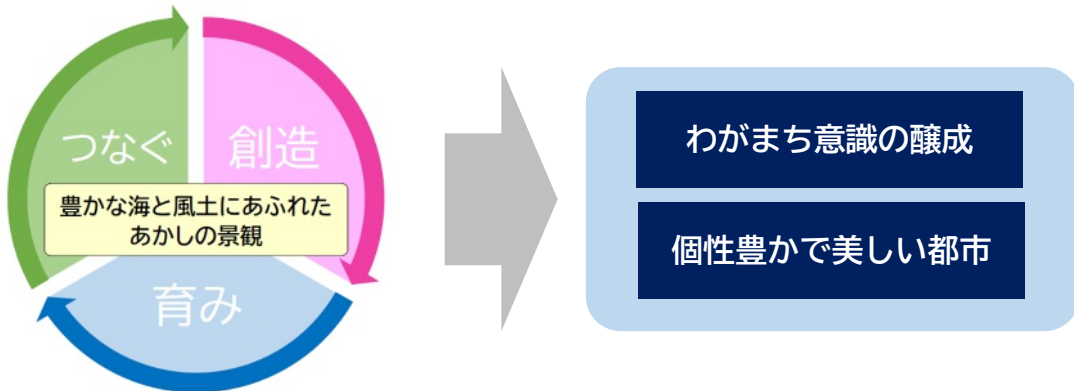 つなぐ
創造
豊かな海と風土にあふれた
あかしの景観
育み
わがまち意識の醸成
個性豊かで美しい都市